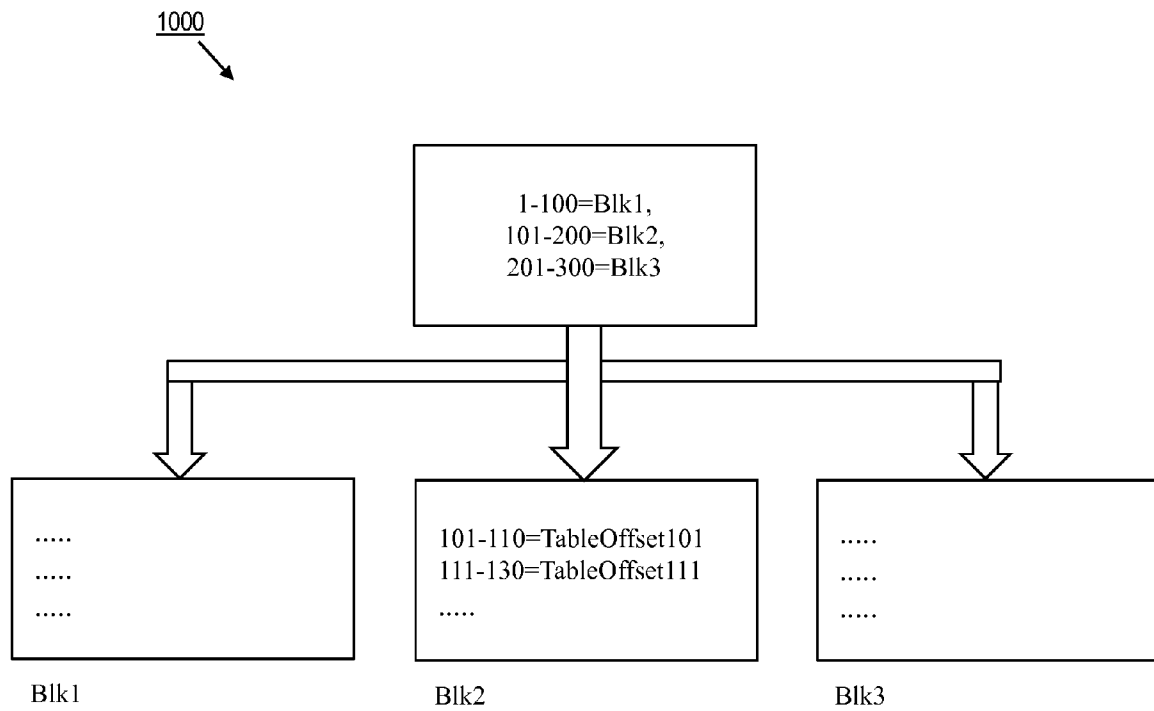 1000
1-100=Blk1,
101-200=Blk2,
201-300=Blk3
.....
.....
.....
Blk1
101-110=TableOffset101
111-130=TableOffset111
.....
Blk2
.....
.....
.....
Blk3